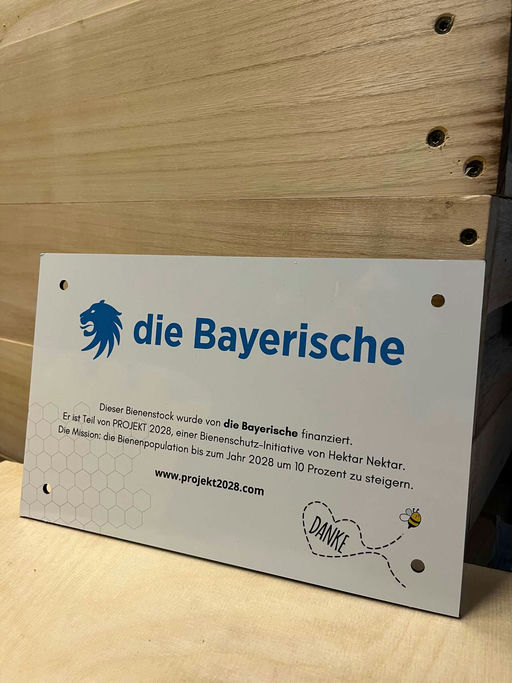 die Bayerische
Dieser Bienenstock wurde von die Bayerische finanziert.
Er ist Teil von PROJEKT 2028, einer Bienenschutz-Initiative von Hektar Nektar.
Die Mission: die Bienenpopulation bis zum Jahr 2028 um 10 Prozent zu steigern.
www.projekt2028.com
DANKE